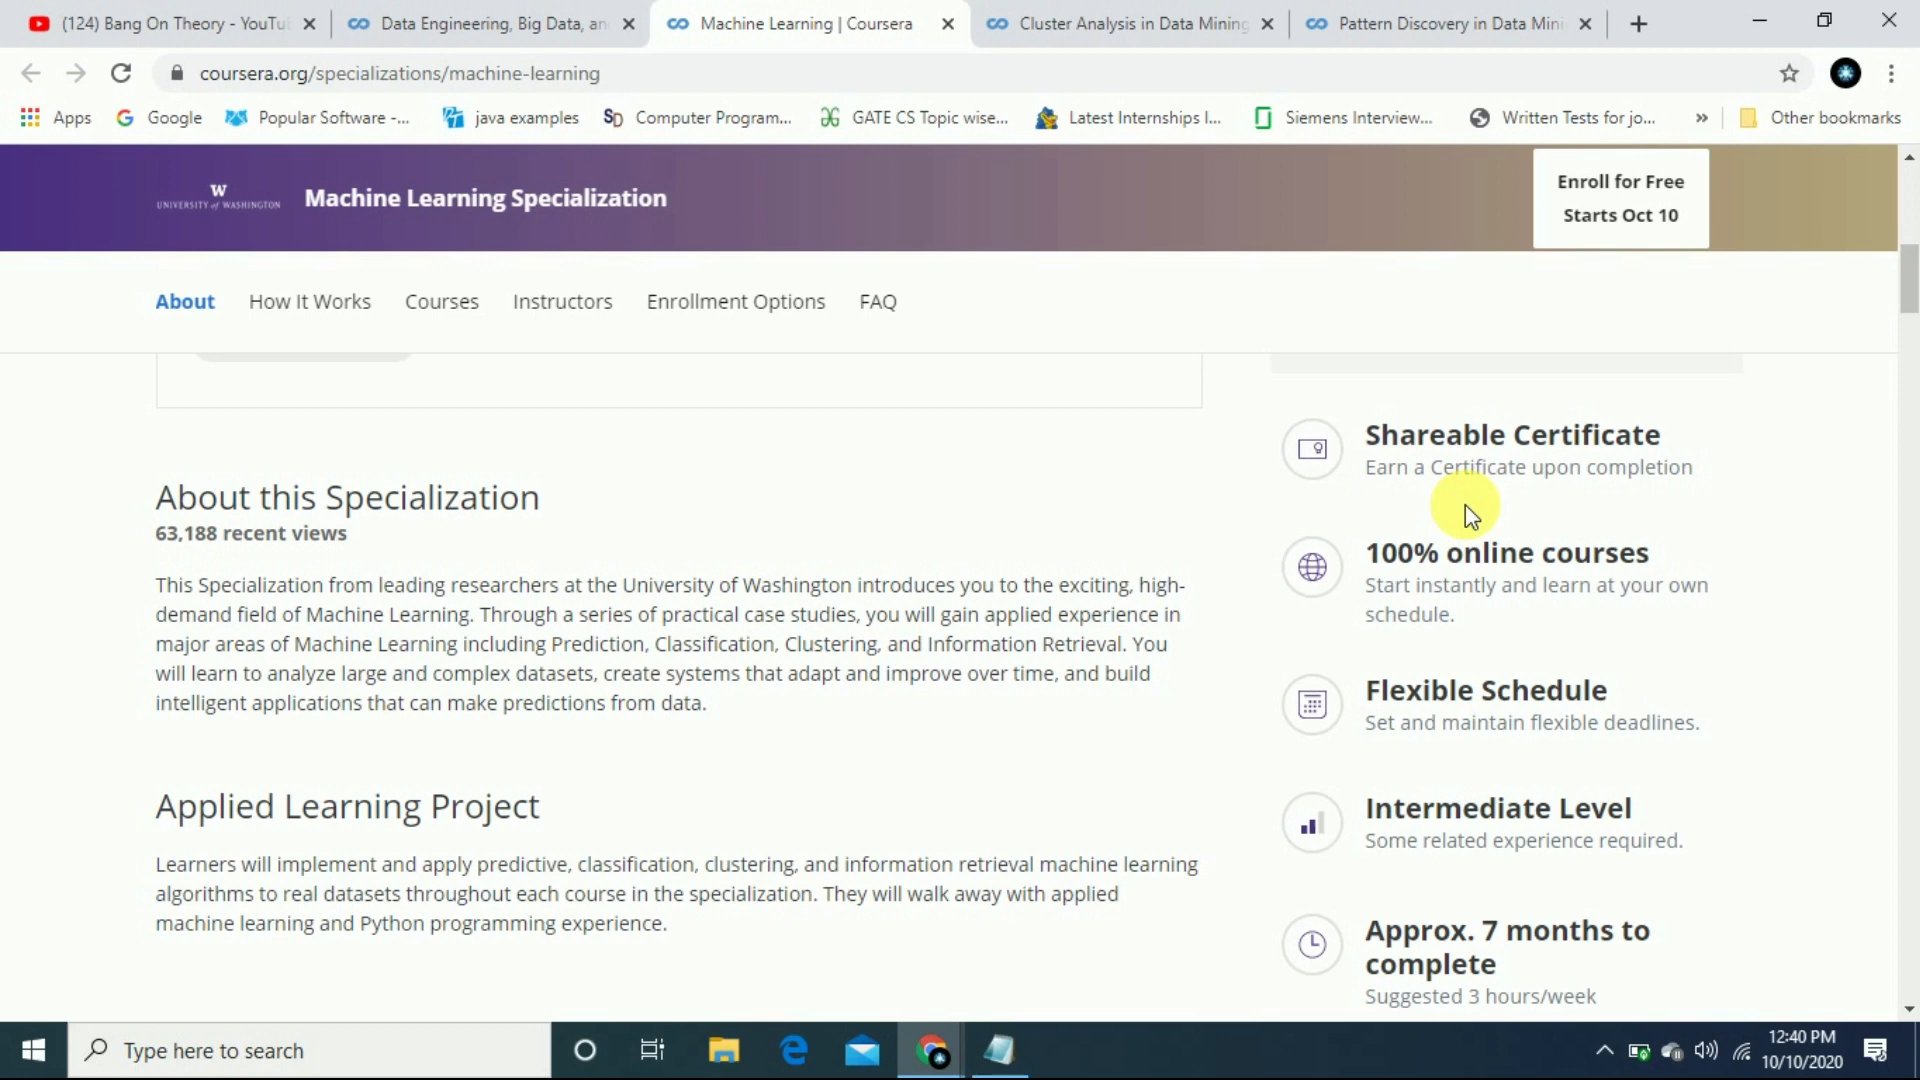 (124) Bang On Theory - YouTu
Data Engineering, Big Data, an
Machine Learning | Coursera
Cluster Analysis in Data Mining
Pattern Discovery in Data Mini
coursera.org/specializations/machine-learning
Apps
Google
Popular Software -...
java examples
Computer Program...
GATE CS Topic wise...
Latest Internships I...
Siemens Interview...
Written Tests for jo...
»
Other bookmarks
W
UNIVERSITY of WASHINGTON
Machine Learning Specialization
Enroll for Free
Starts Oct 10
About How It Works Courses Instructors Enrollment Options FAQ
About this Specialization
63,188 recent views
This Specialization from leading researchers at the University of Washington introduces you to the exciting, high-
demand field of Machine Learning. Through a series of practical case studies, you will gain applied experience in
major areas of Machine Learning including Prediction, Classification, Clustering, and Information Retrieval. You
will learn to analyze large and complex datasets, create systems that adapt and improve over time, and build
intelligent applications that can make predictions from data.
Applied Learning Project
Learners will implement and apply predictive, classification, clustering, and information retrieval machine learning
algorithms to real datasets throughout each course in the specialization. They will walk away with applied
machine learning and Python programming experience.
Shareable Certificate
Earn a Certificate upon completion
100% online courses
Start instantly and learn at your own
schedule.
Flexible Schedule
Set and maintain flexible deadlines.
Intermediate Level
Some related experience required.
Approx. 7 months to
complete
Suggested 3 hours/week
Type here to search
12:40 PM
10/10/2020